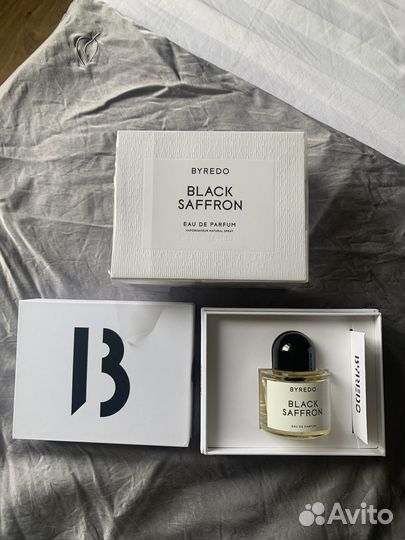 BYREDO
BLACK
SAFFRON
EAU DE PARFUM
VAPORISATEUR NATURAL SPRAY
B
BYREDO
BLACK
SAFFRON
EAU DE PARFUM
BYREDO
Avito